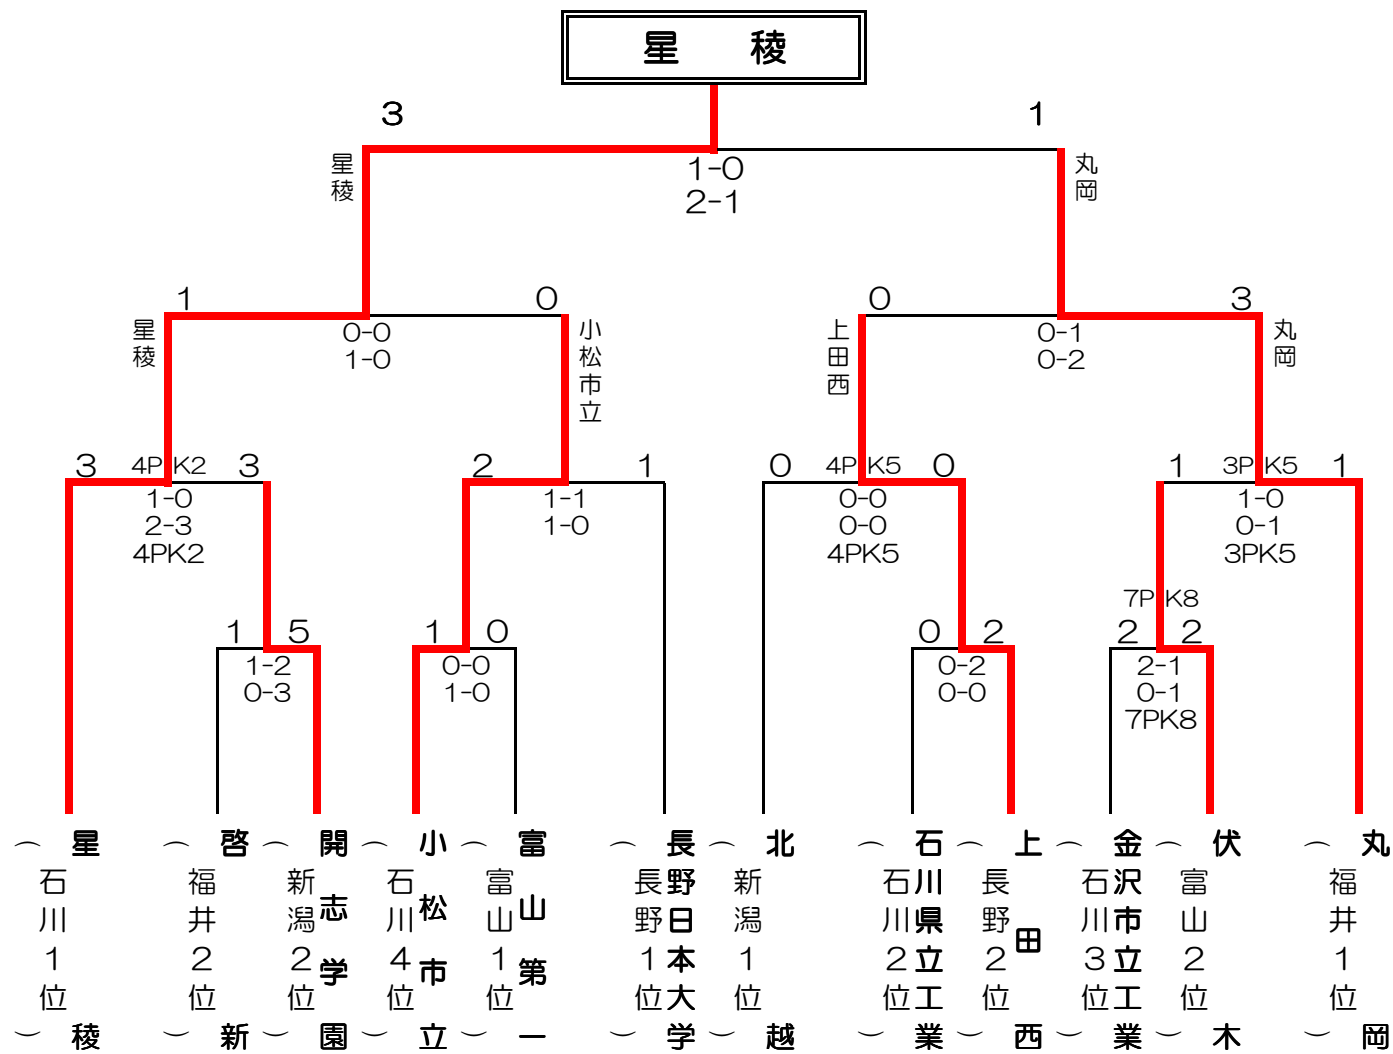 星　稜
3
1
星稜
1-0
2-1
丸岡
1
0
0
3
星稜
0-0
1-0
小松市立
上田西
0-1
0-2
丸岡
3
4PK2
3
2
1
0
4PK5
0
1
3PK5
1
1-0
2-3
4PK2
1-1
1-0
0-0
0-0
4PK5
1-0
0-1
3PK5
7PK8
1
5
1
0
0
2
2
2
1-2
0-3
0-0
1-0
0-2
0-0
2-1
0-1
7PK8
星稜
（石川1位）
啓新
（福井2位）
開志学園
（新潟2位）
小松市立
（石川4位）
富山第一
（富山1位）
長野日本大学
（長野1位）
北越
（新潟1位）
石川県立工業
（石川2位）
上田西
（長野2位）
金沢市立工業
（石川3位）
伏木
（富山2位）
丸岡
（福井1位）